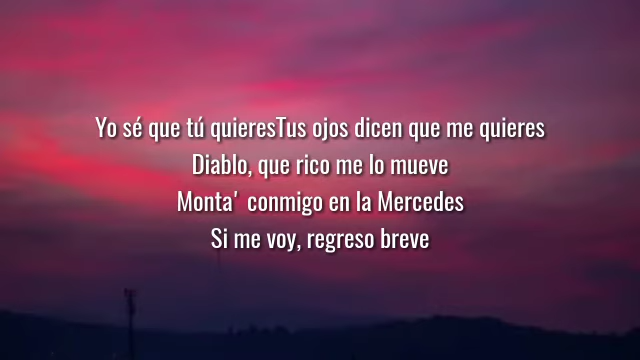 Yo sé que tú quieresTus ojos dicen que me quieres
Diablo, que rico me lo mueve
Monta' conmigo en la Mercedes
Si me voy, regreso breve